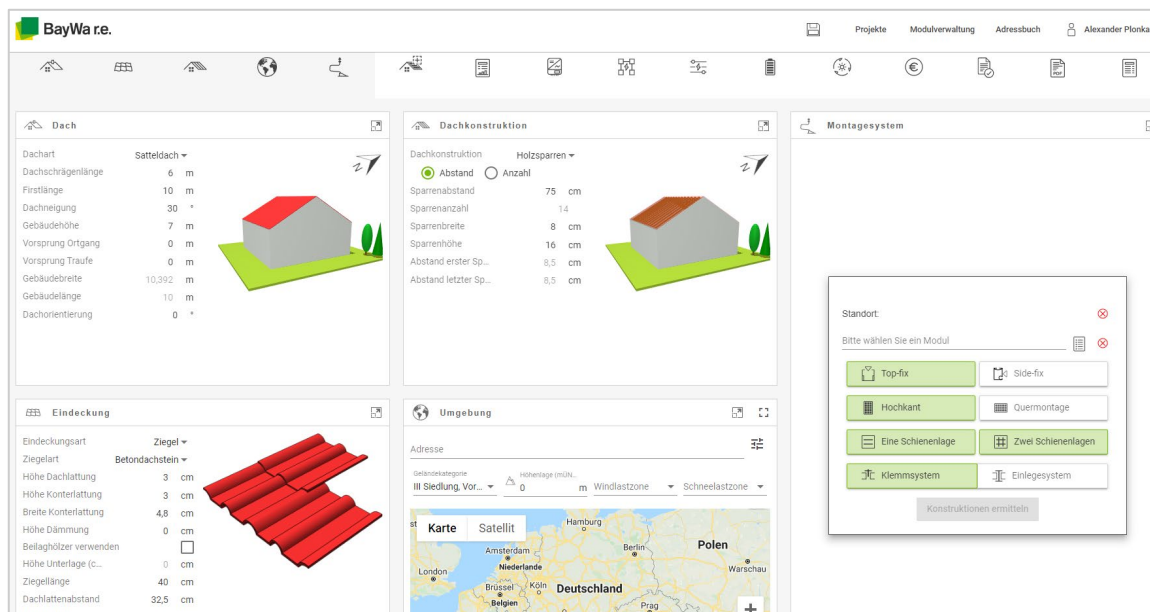 BayWa r.e.
Projekte Modulverwaltung Adressbuch Alexander Plonka
PDF
Dach
Dachart Satteldach
Dachschrägenlänge 6 m
Firstlänge 10 m
Dachneigung 30 °
Gebäudehöhe 7 m
Vorsprung Ortgang 0 m
Vorsprung Traufe 0 m
Gebäudebreite 10,392 m
Gebäudelänge 10 m
Dachorientierung 0 °
N
Dachkonstruktion
Dachkonstruktion Holzsparren
Abstand Anzahl
Sparrenabstand 75 cm
Sparrenanzahl 14
Sparrenbreite 8 cm
Sparrenhöhe 16 cm
Abstand erster Sp... 8,5 cm
Abstand letzter Sp... 8,5 cm
N
Montagesystem
Standort:
Bitte wählen Sie ein Modul
Top-fix Side-fix
Hochkant Quermontage
Eine Schienenlage Zwei Schienenlagen
Klemmsystem Einlegesystem
Konstruktionen ermitteln
Eindeckung
Eindeckungsart Ziegel
Ziegelart Betondachstein
Höhe Dachlattung 3 cm
Höhe Konterlattung 3 cm
Breite Konterlattung 4,8 cm
Höhe Dämmung 0 cm
Beilaghölzer verwenden
Höhe Unterlage (c... 0 cm
Ziegellänge 40 cm
Dachlattenabstand 32,5 cm
Umgebung
Adresse
Geländekategorie Höhenlage (müN...
III Siedlung, Vor... 0 m Windlastzone Schneelastzone
Karte Satellit
Hamburg
Amsterdam Berlin Polen
Niederlande Warschau
London
Brüssel Köln Deutschland
Belgien Prag
+